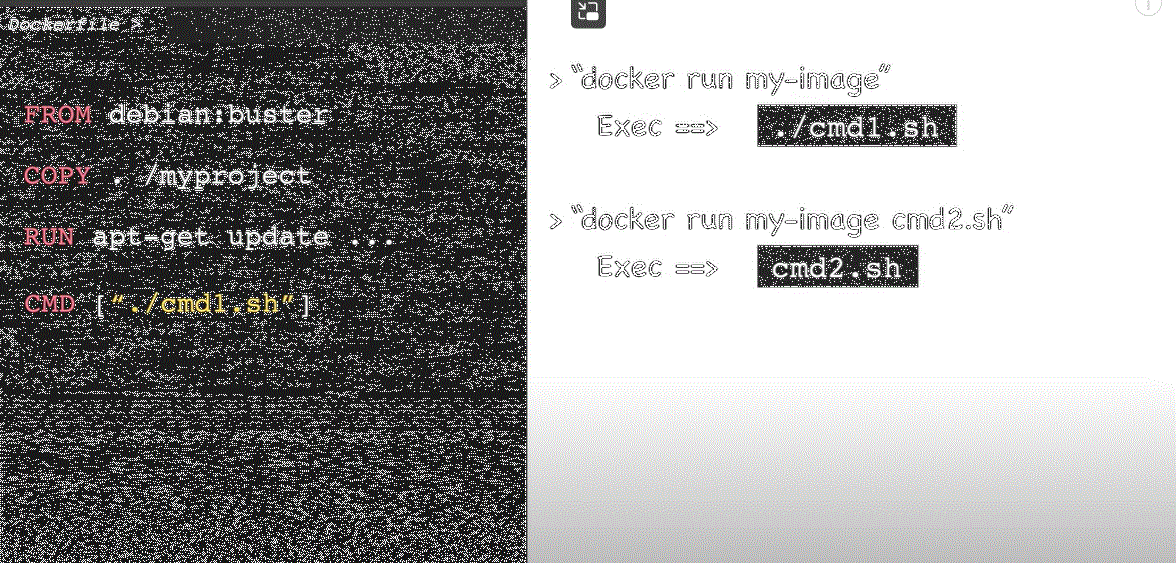 Dockerfile >
FROM debian:buster
COPY . /myproject
RUN apt-get update ...
CMD [“./cmd1.sh”]
> “docker run my-image”
Exec ==> ./cmd1.sh
> “docker run my-image cmd2.sh”
Exec ==> cmd2.sh